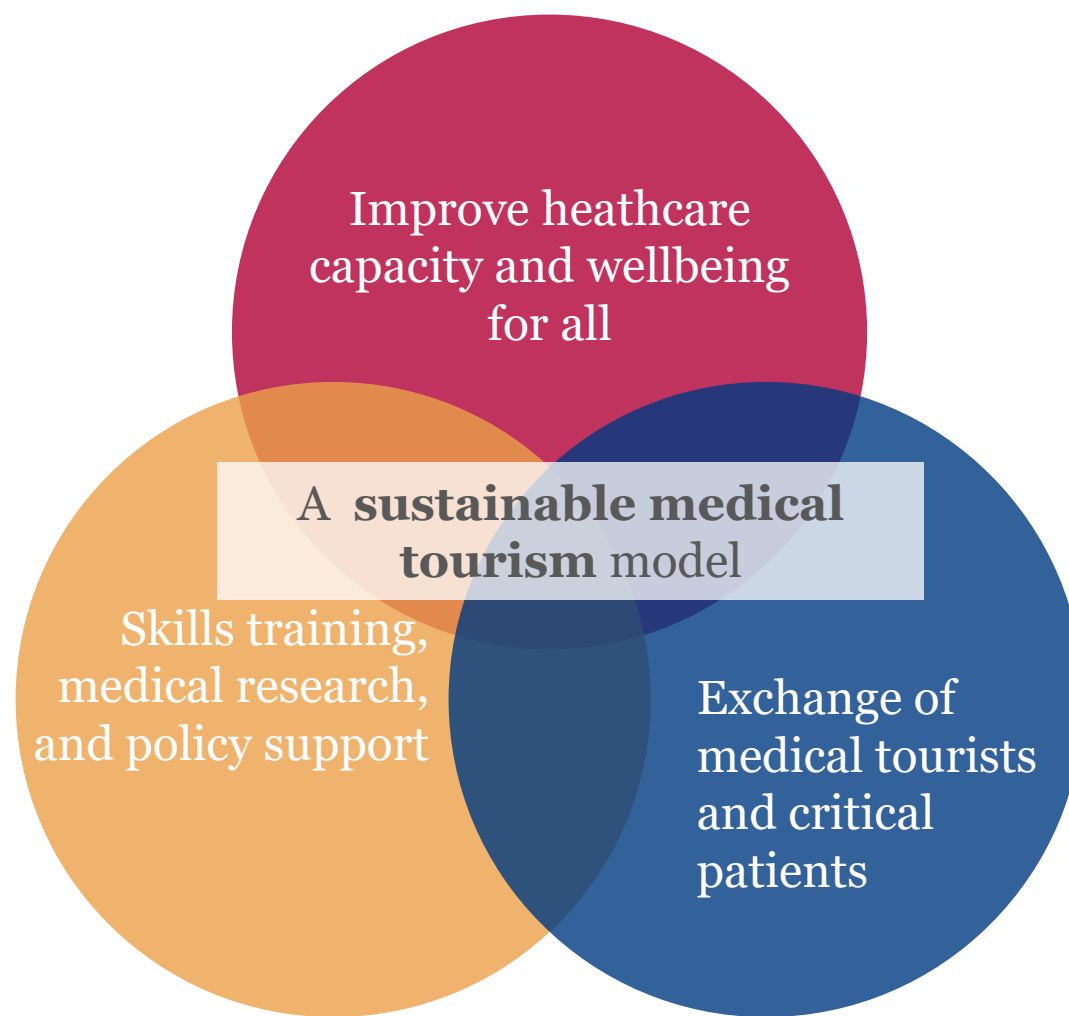 Improve heathcare
capacity and wellbeing
for all
A sustainable medical
tourism model
Skills training,
medical research,
and policy support
Exchange of
medical tourists
and critical
patients